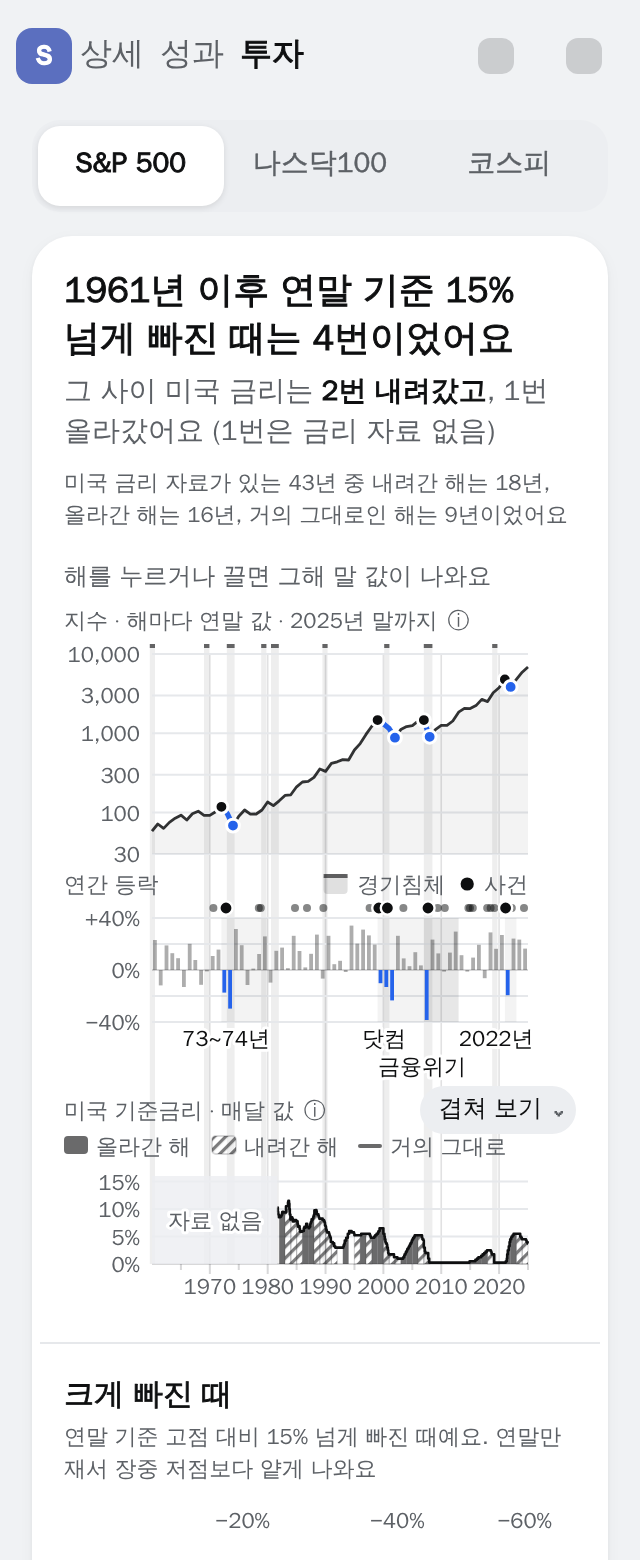 S 상세 성과 투자
S&P 500 나스닥100 코스피
1961년 이후 연말 기준 15%
넘게 빠진 때는 4번이었어요
그 사이 미국 금리는 2번 내려갔고, 1번
올라갔어요 (1번은 금리 자료 없음)
미국 금리 자료가 있는 43년 중 내려간 해는 18년,
올라간 해는 16년, 거의 그대로인 해는 9년이었어요
해를 누르거나 끌면 그해 말 값이 나와요
지수 · 해마다 연말 값 · 2025년 말까지 ⓘ
10,000
3,000
1,000
300
100
30
연간 등락 경기침체 사건
+40%
0%
−40%
73~74년 닷컴 2022년
금융위기
미국 기준금리 · 매달 값 ⓘ 겹쳐 보기
올라간 해 내려간 해 거의 그대로
15%
10%
5%
0%
자료 없음
1970 1980 1990 2000 2010 2020
크게 빠진 때
연말 기준 고점 대비 15% 넘게 빠진 때예요. 연말만
재서 장중 저점보다 얕게 나와요
−20% −40% −60%